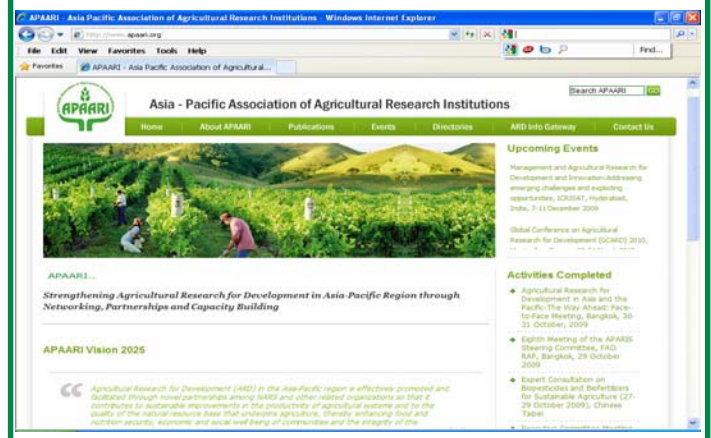 APAARI - Asia Pacific Association of Agricultural Research Institutions - Windows Internet Explorer
http://www.apaari.org/
File Edit View Favorites Tools Help
Find...
Favorites APAARI - Asia Pacific Association of Agricultural...
Search APAARI GO
APAARI
Asia - Pacific Association of Agricultural Research Institutions
Home About APAARI Publications Events Directories ARD Info Gateway Contact Us
Upcoming Events
Management and Agricultural Research for
Development and Innovation: Addressing
emerging challenges and exploiting
opportunities, ICRISAT, Hyderabad,
India, 7-11 December 2009
Global Conference on Agricultural
Research for Development (GCARD) 2010,
APAARI..
Strengthening Agricultural Research for Development in Asia-Pacific Region through
Networking, Partnerships and Capacity Building
Activities Completed
Agricultural Research for
Development in Asia and the
Pacific-The Way Ahead: Face-
to-Face Meeting, Bangkok, 30-
31 October, 2009
Eighth Meeting of the APARIS
Steering Committee, FAO
RAP, Bangkok, 29 October
2009
Expert Consultation on
Biopesticides and Biofertilizers
for Sustainable Agriculture (27-
29 October 2009), Chinese
Taipei
Executive Committee Meeting
APAARI Vision 2025
Agricultural Research for Development (ARD) in the Asia-Pacific region is effectively promoted and
facilitated through novel partnerships among NARS and other related organizations so that it
contributes to sustainable improvements in the productivity of agricultural systems and to the
quality of the natural resource base that underpins agriculture, thereby enhancing food and
nutrition security, economic and social well being of communities and the integrity of the